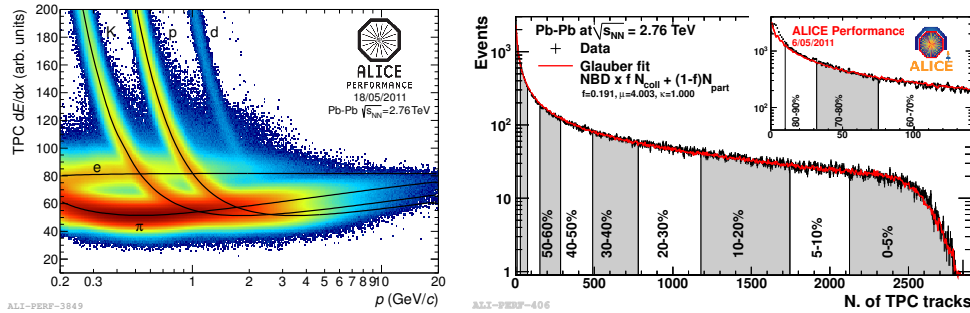 TPC dE/dx (arb. units)
200
180
160
140
120
100
80
60
40
20
K
p
d
e
π
ALICE
PERFORMANCE
18/05/2011
Pb-Pb √sNN = 2.76 TeV
0.2 0.3 1 2 3 4 5 6 7 8 10 20
p (GeV/c)
ALI-PERF-3849
Events
10³
10²
10
1
Pb-Pb at √sNN = 2.76 TeV
Data
Glauber fit
NBD x f Ncoll + (1-f)Npart
f=0.191, μ=4.003, κ=1.000
50-60%
40-50%
30-40%
20-30%
10-20%
5-10%
0-5%
0 500 1000 1500 2000 2500
N. of TPC tracks
ALI-PERF-406
ALICE Performance
6/05/2011
ALICE
10³
10²
80-90%
70-80%
60-70%
0 50 100